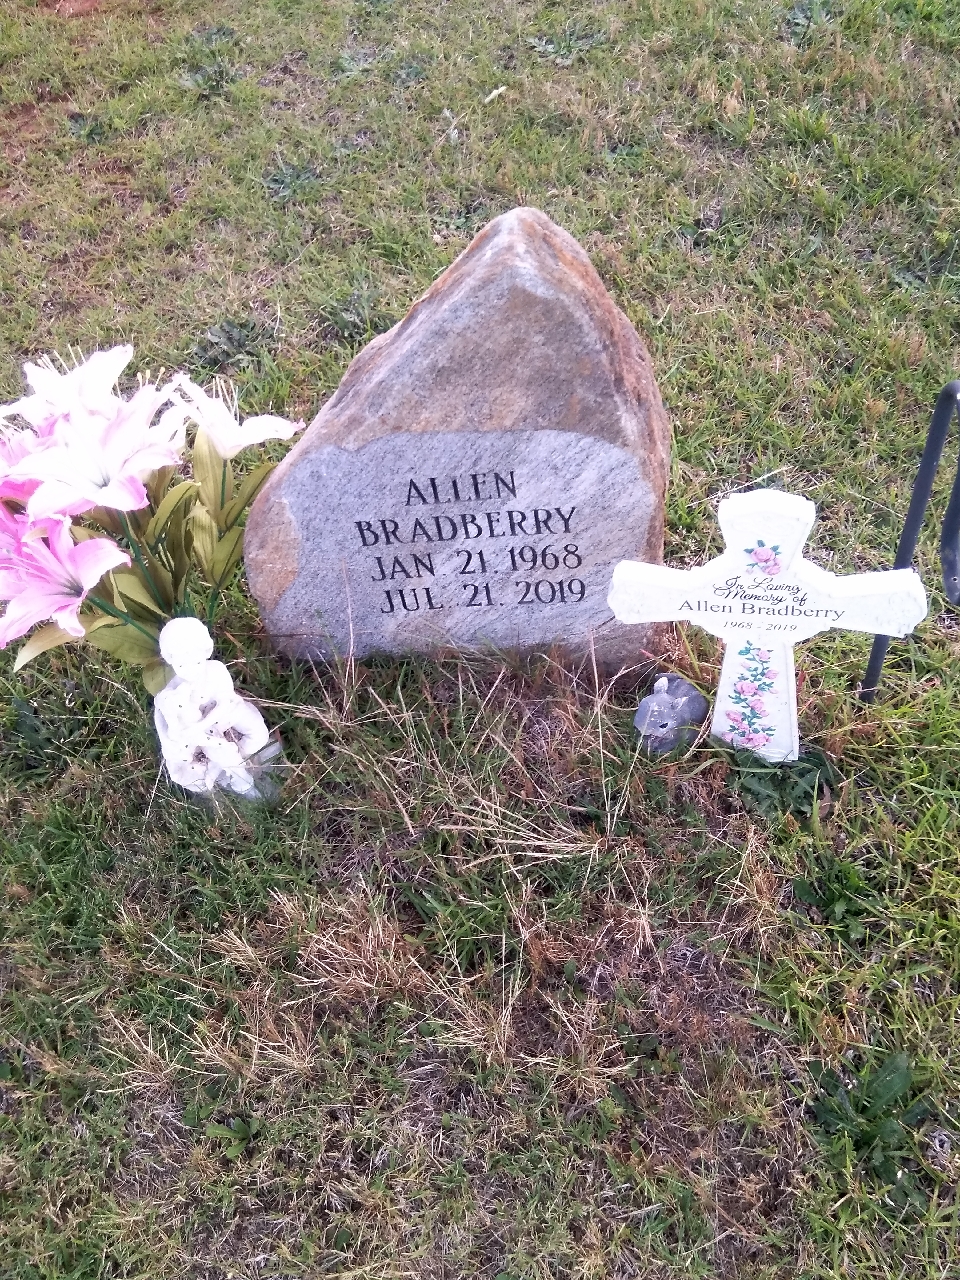 ALLEN
BRADBERRY
JAN. 21. 1968
JUL. 21. 2019
In Loving
Memory of
Allen Bradberry
1968 - 2019